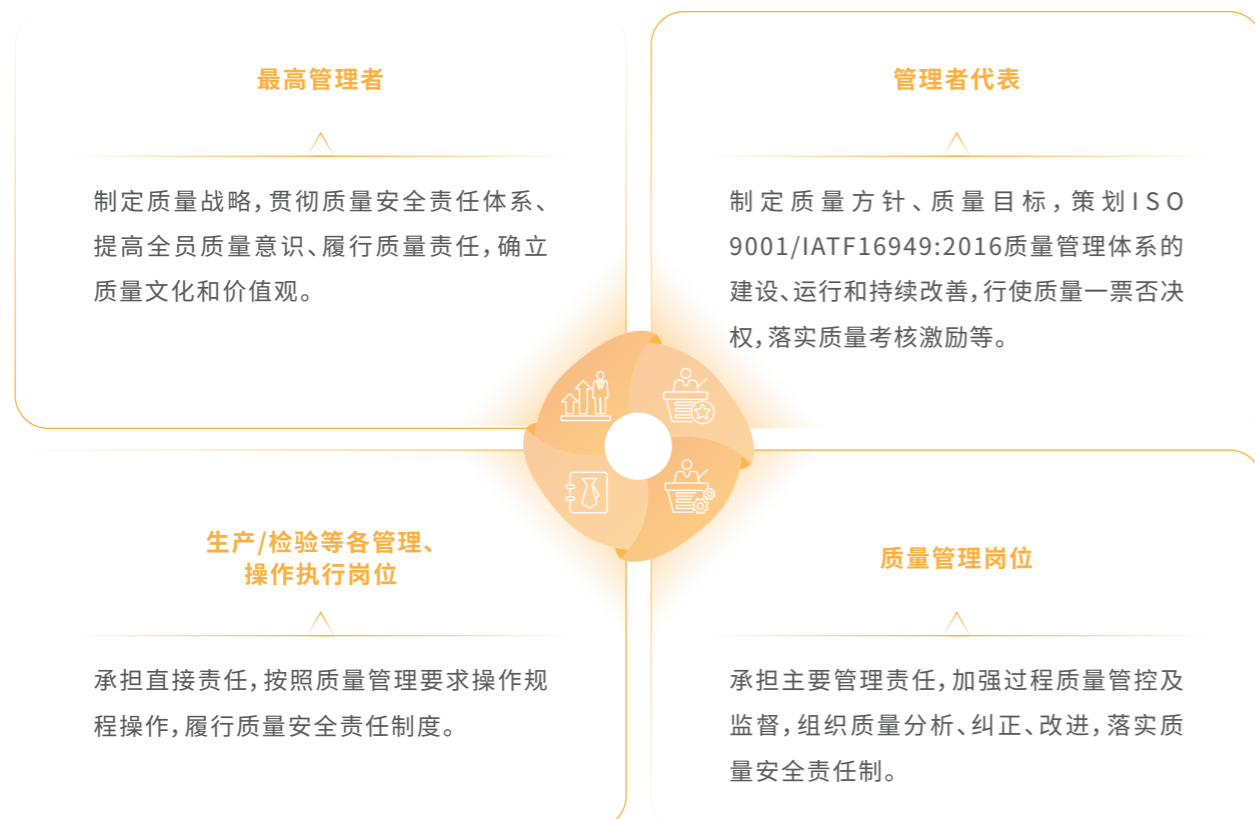 最高管理者
制定质量战略，贯彻质量安全责任体系、
提高全员质量意识、履行质量责任，确立
质量文化和价值观。
管理者代表
制定质量方针、质量目标，策划ISO
9001/IATF16949:2016质量管理体系的
建设、运行和持续改善，行使质量一票否决
权，落实质量考核激励等。
生产/检验等各管理、
操作执行岗位
承担直接责任，按照质量管理要求操作规
程操作，履行质量安全责任制度。
质量管理岗位
承担主要管理责任，加强过程质量管控及
监督，组织质量分析、纠正、改进，落实质
量安全责任制。